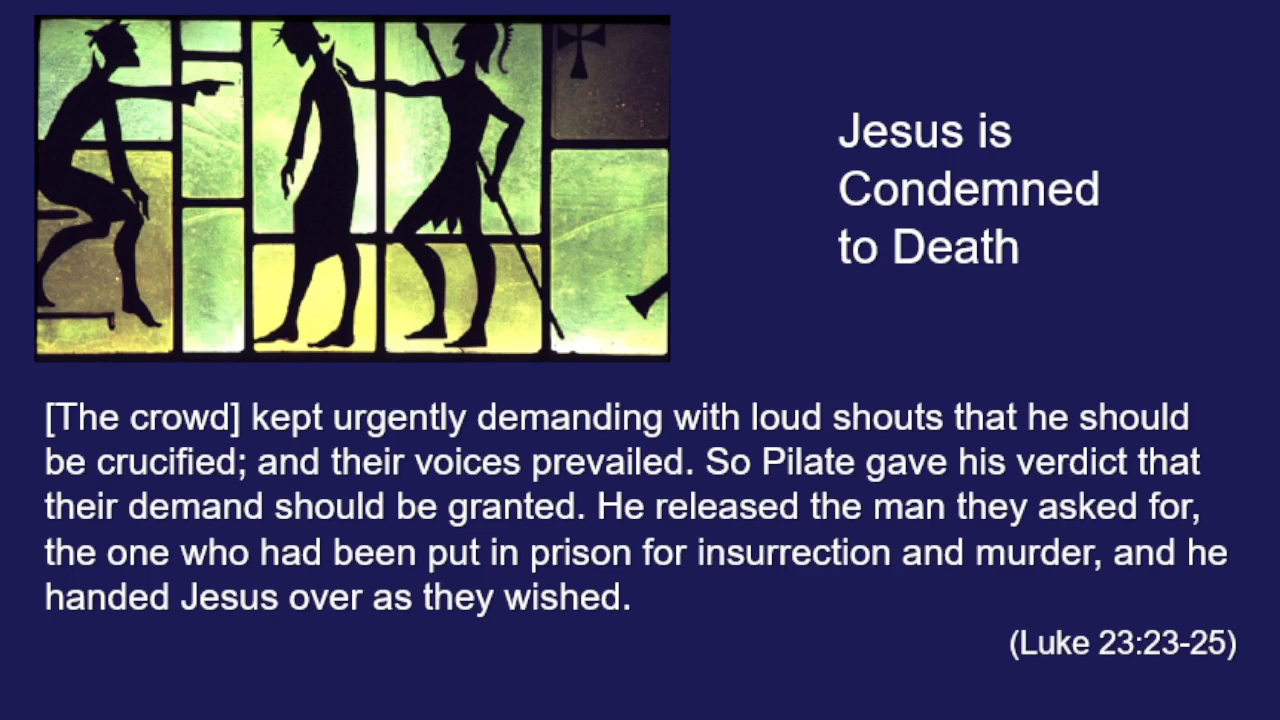 Jesus is
Condemned
to Death
[The crowd] kept urgently demanding with loud shouts that he should
be crucified; and their voices prevailed. So Pilate gave his verdict that
their demand should be granted. He released the man they asked for,
the one who had been put in prison for insurrection and murder, and he
handed Jesus over as they wished.
(Luke 23:23-25)